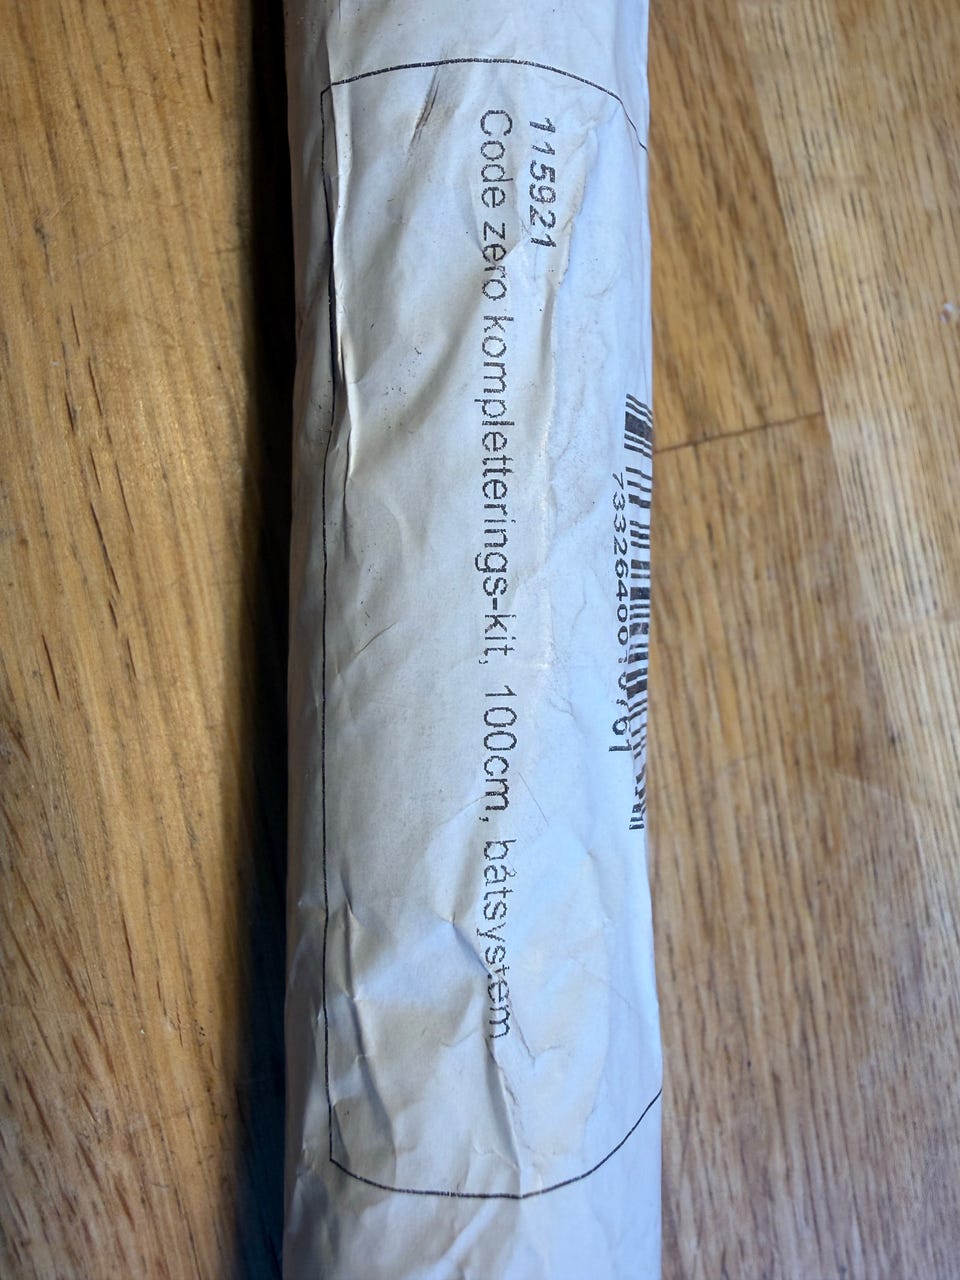 115921
Code zero kompletterings-kit, 100cm, båtsystem